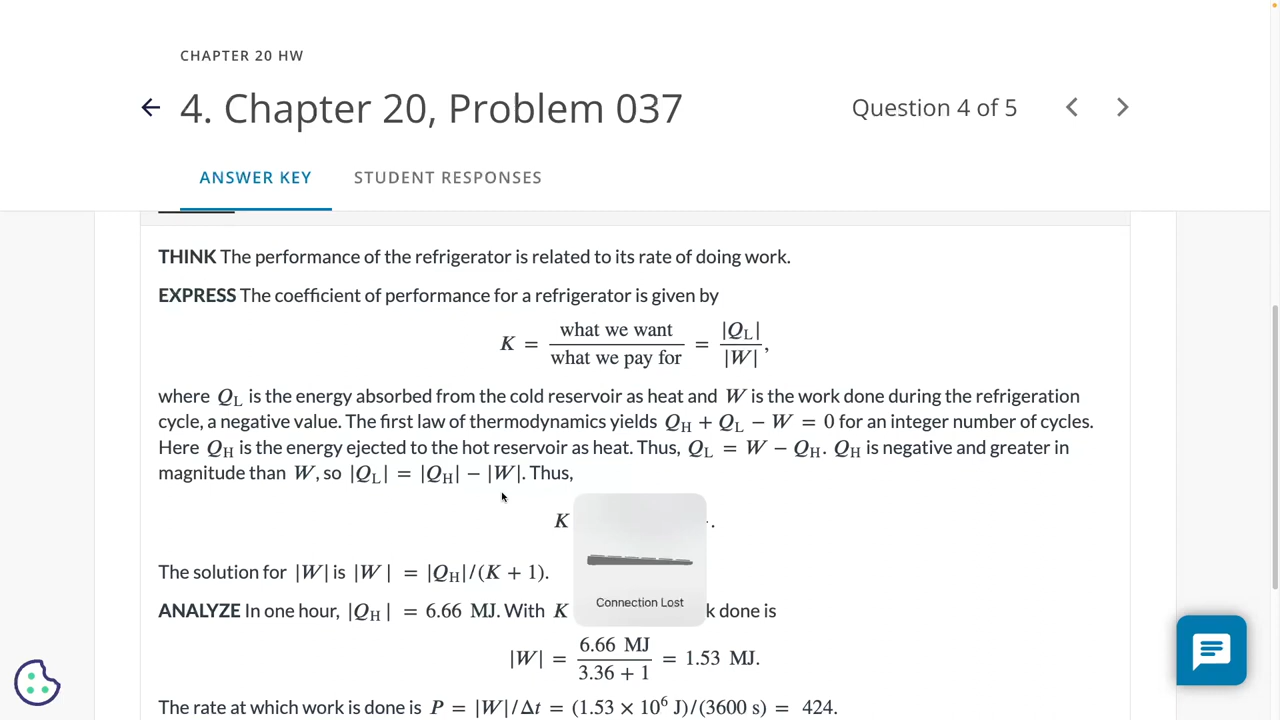 CHAPTER 20 HW
4. Chapter 20, Problem 037
Question 4 of 5
ANSWER KEY
STUDENT RESPONSES
THINK The performance of the refrigerator is related to its rate of doing work.
EXPRESS The coefficient of performance for a refrigerator is given by
K = what we want / what we pay for = |Q_L| / |W|,
where Q_L is the energy absorbed from the cold reservoir as heat and W is the work done during the refrigeration
cycle, a negative value. The first law of thermodynamics yields Q_H + Q_L − W = 0 for an integer number of cycles.
Here Q_H is the energy ejected to the hot reservoir as heat. Thus, Q_L = W − Q_H. Q_H is negative and greater in
magnitude than W, so |Q_L| = |Q_H| − |W|. Thus,
K .
The solution for |W| is |W| = |Q_H|/(K + 1).
Connection Lost
ANALYZE In one hour, |Q_H| = 6.66 MJ. With K k done is
|W| = 6.66 MJ / 3.36 + 1 = 1.53 MJ.
The rate at which work is done is P = |W|/Δt = (1.53 × 10⁶ J)/(3600 s) = 424.